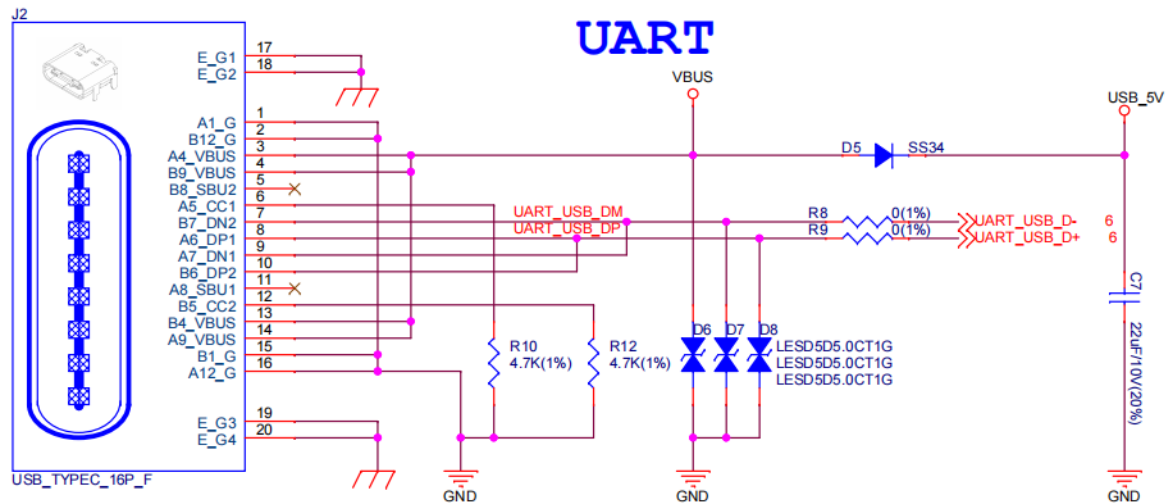 J2
UART
E_G1 17
E_G2 18
VBUS
USB_5V
A1_G 1
B12_G 2
A4_VBUS 3
B9_VBUS 4
B8_SBU2 5
A5_CC1 6
B7_DN2 7
A6_DP1 8
A7_DN1 9
B6_DP2 10
A8_SBU1 11
B5_CC2 12
B4_VBUS 13
A9_VBUS 14
B1_G 15
A12_G 16
E_G3 19
E_G4 20
USB_TYPEC_16P_F
D5 SS34
UART_USB_DM
UART_USB_DP
R8 0(1%) UART_USB_D- 6
R9 0(1%) UART_USB_D+ 6
R10
4.7K(1%)
R12
4.7K(1%)
D6 D7 D8
LESD5D5.0CT1G
LESD5D5.0CT1G
LESD5D5.0CT1G
C7
22uF/10V(20%)
GND
GND
GND